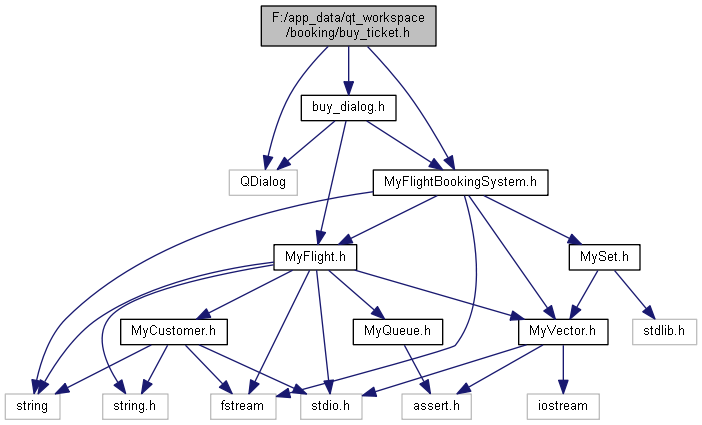 F:/app_data/qt_workspace
/booking/buy_ticket.h
buy_dialog.h
QDialog
MyFlightBookingSystem.h
MyFlight.h
MySet.h
MyCustomer.h
MyQueue.h
MyVector.h
stdlib.h
string
string.h
fstream
stdio.h
assert.h
iostream